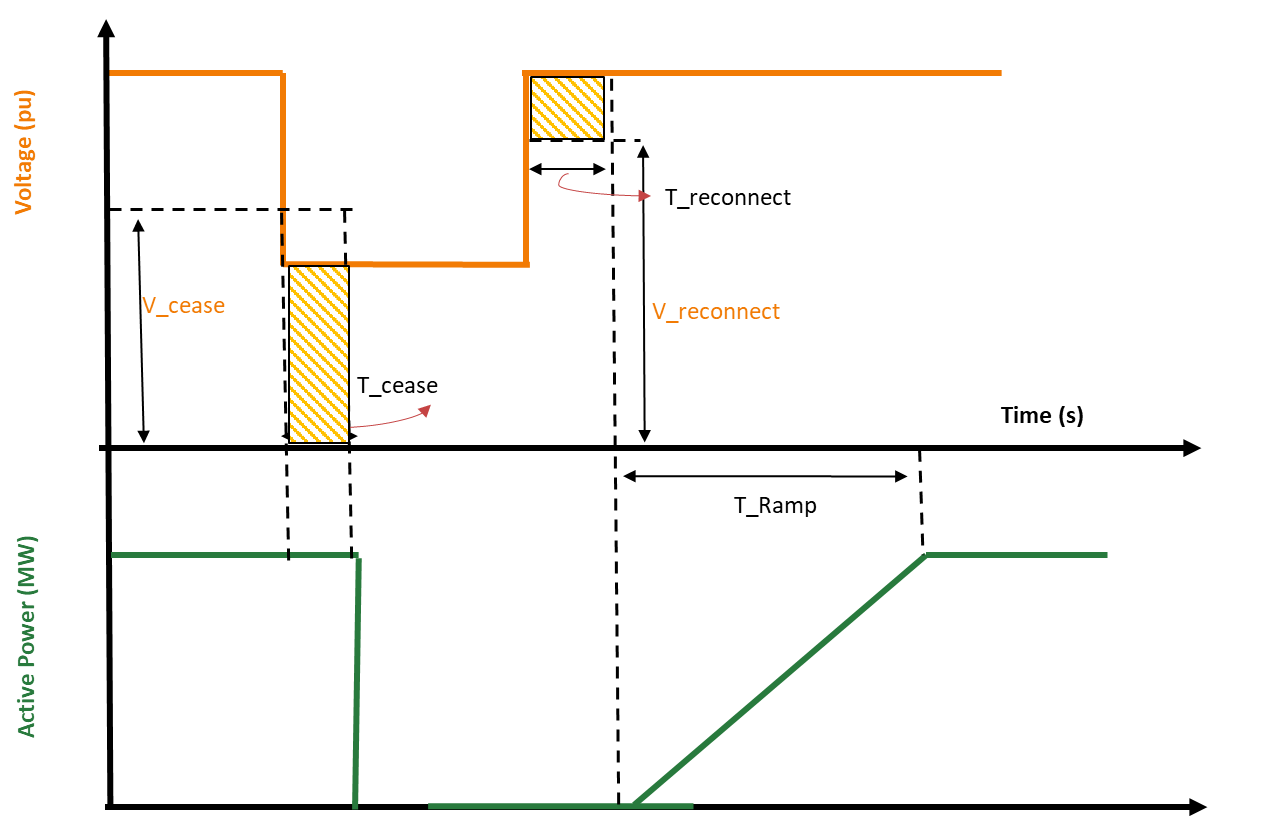 Voltage (pu)
T_reconnect
V_cease
V_reconnect
T_cease
Time (s)
T_Ramp
Active Power (MW)